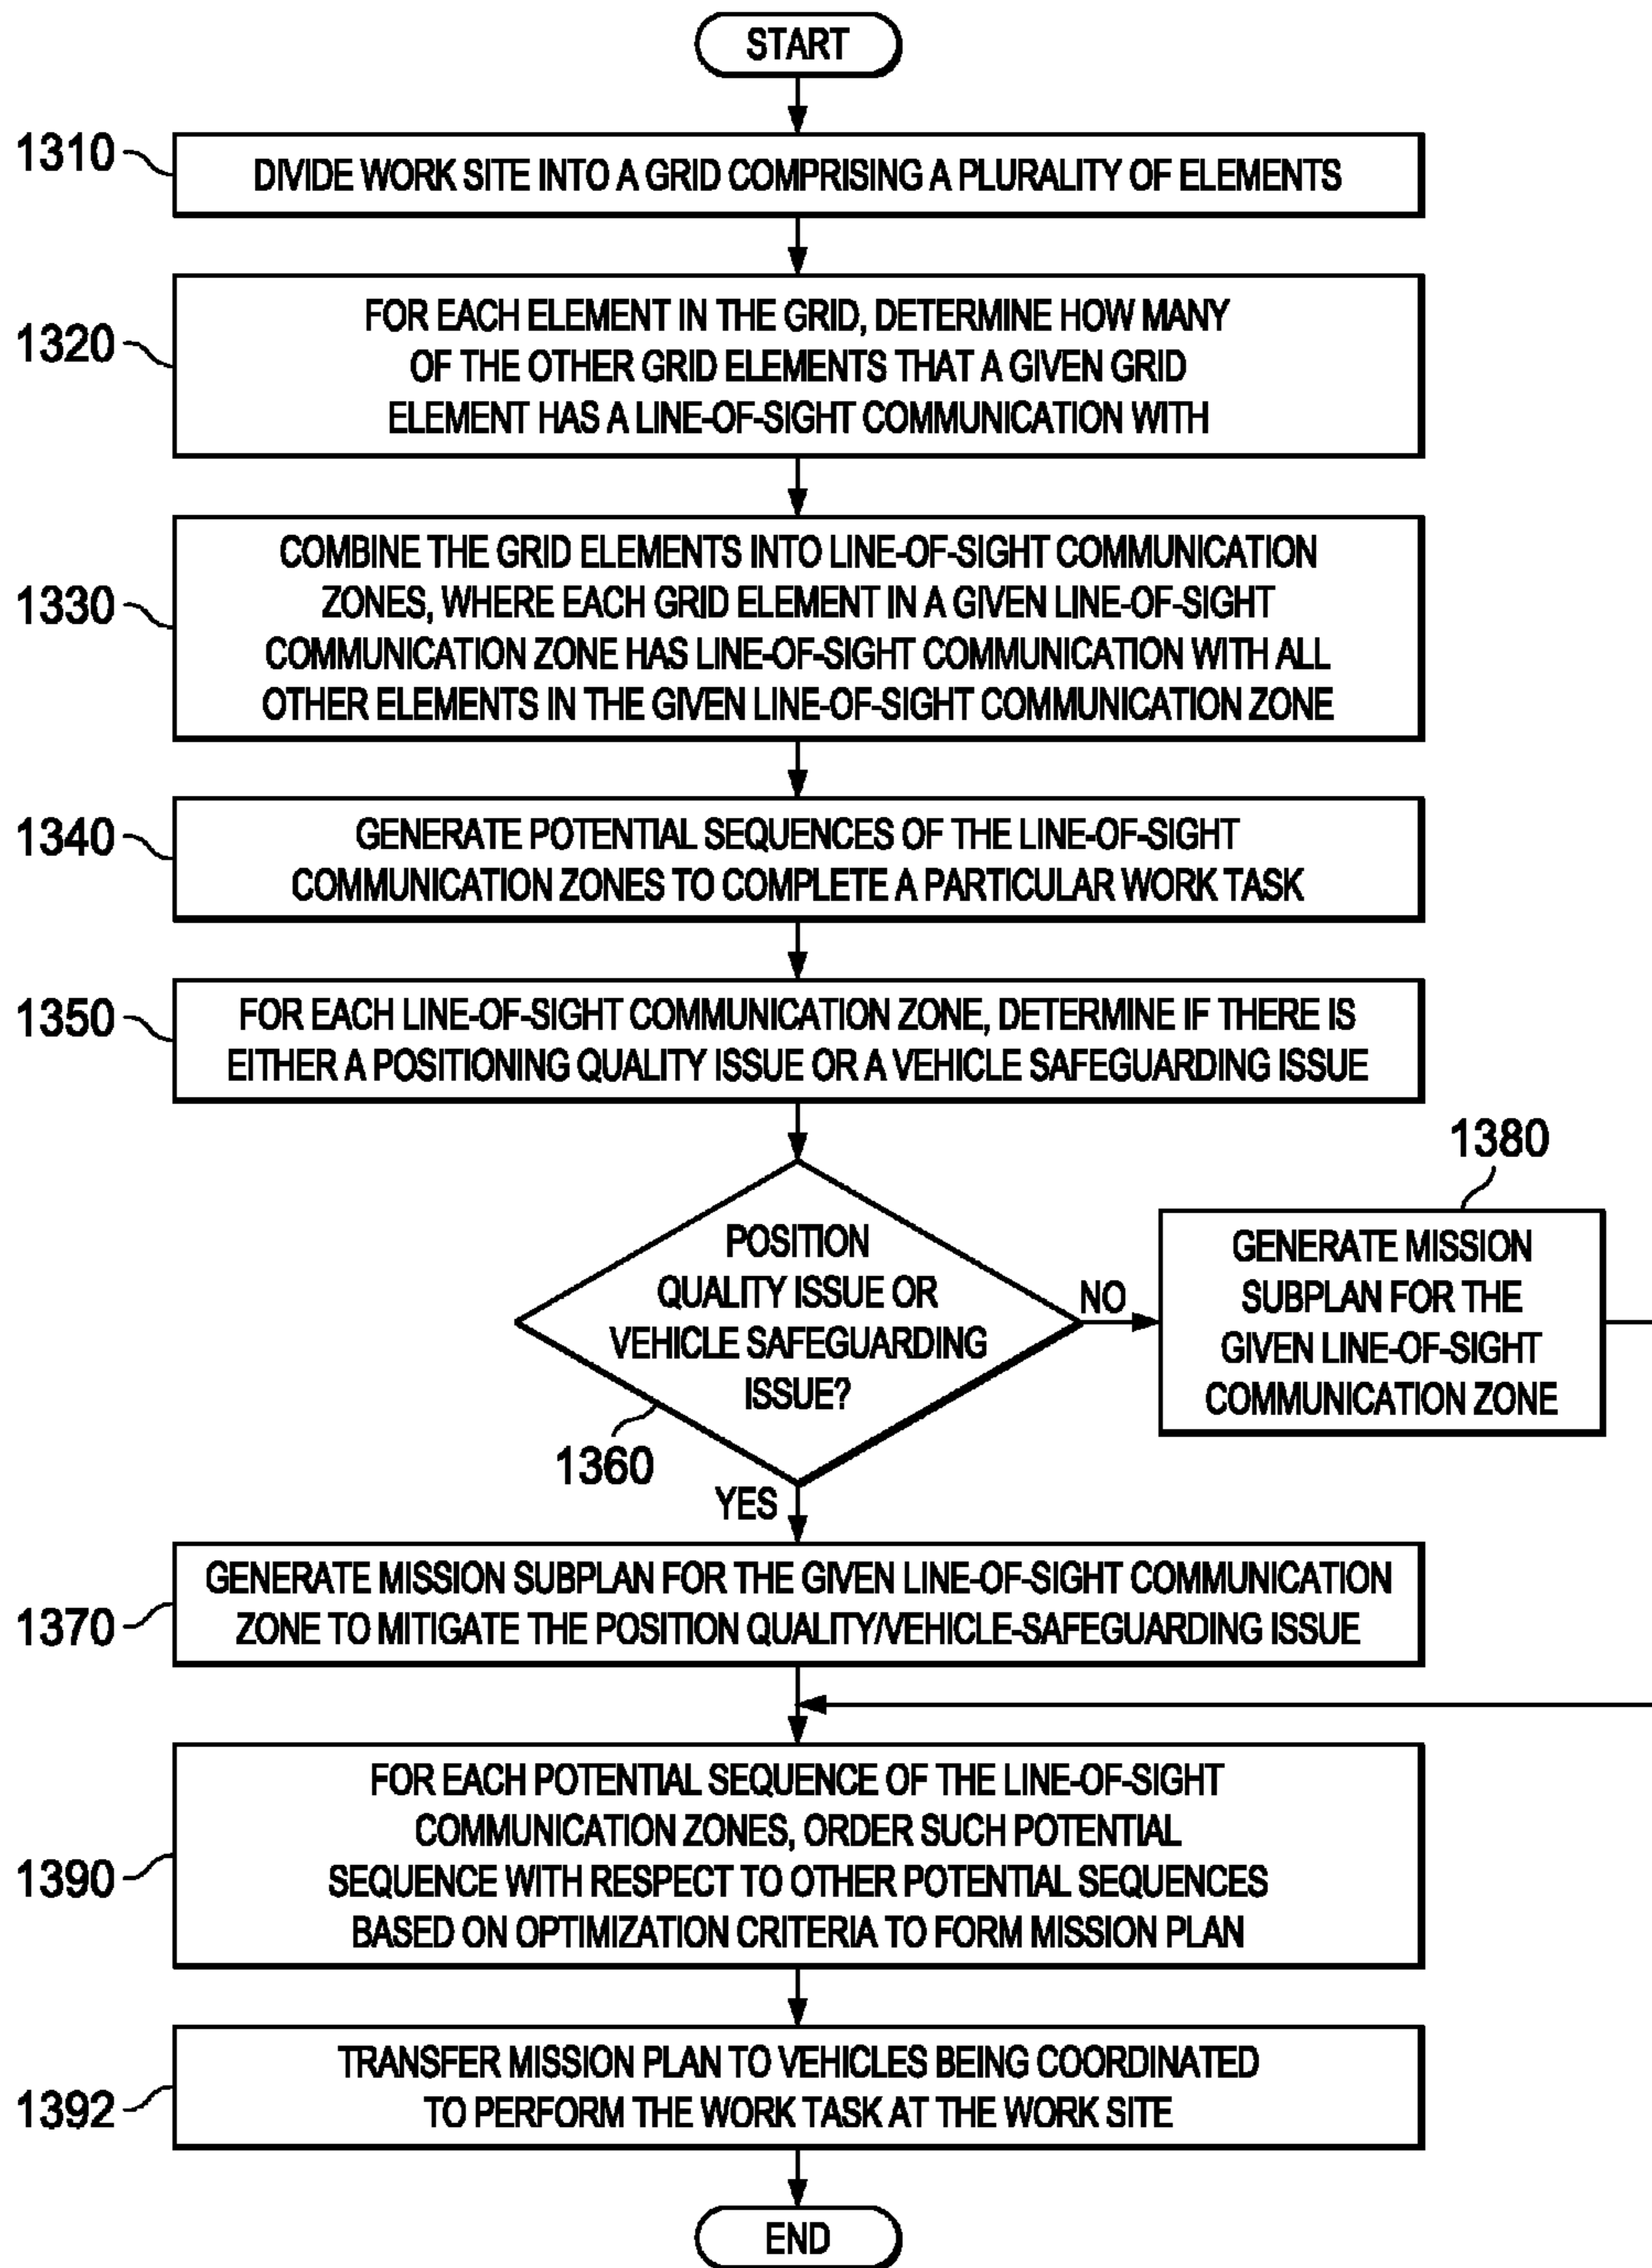 START
1310
DIVIDE WORK SITE INTO A GRID COMPRISING A PLURALITY OF ELEMENTS
1320
FOR EACH ELEMENT IN THE GRID, DETERMINE HOW MANY
OF THE OTHER GRID ELEMENTS THAT A GIVEN GRID
ELEMENT HAS A LINE-OF-SIGHT COMMUNICATION WITH
1330
COMBINE THE GRID ELEMENTS INTO LINE-OF-SIGHT COMMUNICATION
ZONES, WHERE EACH GRID ELEMENT IN A GIVEN LINE-OF-SIGHT
COMMUNICATION ZONE HAS LINE-OF-SIGHT COMMUNICATION WITH ALL
OTHER ELEMENTS IN THE GIVEN LINE-OF-SIGHT COMMUNICATION ZONE
1340
GENERATE POTENTIAL SEQUENCES OF THE LINE-OF-SIGHT
COMMUNICATION ZONES TO COMPLETE A PARTICULAR WORK TASK
1350
FOR EACH LINE-OF-SIGHT COMMUNICATION ZONE, DETERMINE IF THERE IS
EITHER A POSITIONING QUALITY ISSUE OR A VEHICLE SAFEGUARDING ISSUE
POSITION
QUALITY ISSUE OR
VEHICLE SAFEGUARDING
ISSUE?
1360
NO
1380
GENERATE MISSION
SUBPLAN FOR THE
GIVEN LINE-OF-SIGHT
COMMUNICATION ZONE
YES
1370
GENERATE MISSION SUBPLAN FOR THE GIVEN LINE-OF-SIGHT COMMUNICATION
ZONE TO MITIGATE THE POSITION QUALITY/VEHICLE-SAFEGUARDING ISSUE
1390
FOR EACH POTENTIAL SEQUENCE OF THE LINE-OF-SIGHT
COMMUNICATION ZONES, ORDER SUCH POTENTIAL
SEQUENCE WITH RESPECT TO OTHER POTENTIAL SEQUENCES
BASED ON OPTIMIZATION CRITERIA TO FORM MISSION PLAN
1392
TRANSFER MISSION PLAN TO VEHICLES BEING COORDINATED
TO PERFORM THE WORK TASK AT THE WORK SITE
END